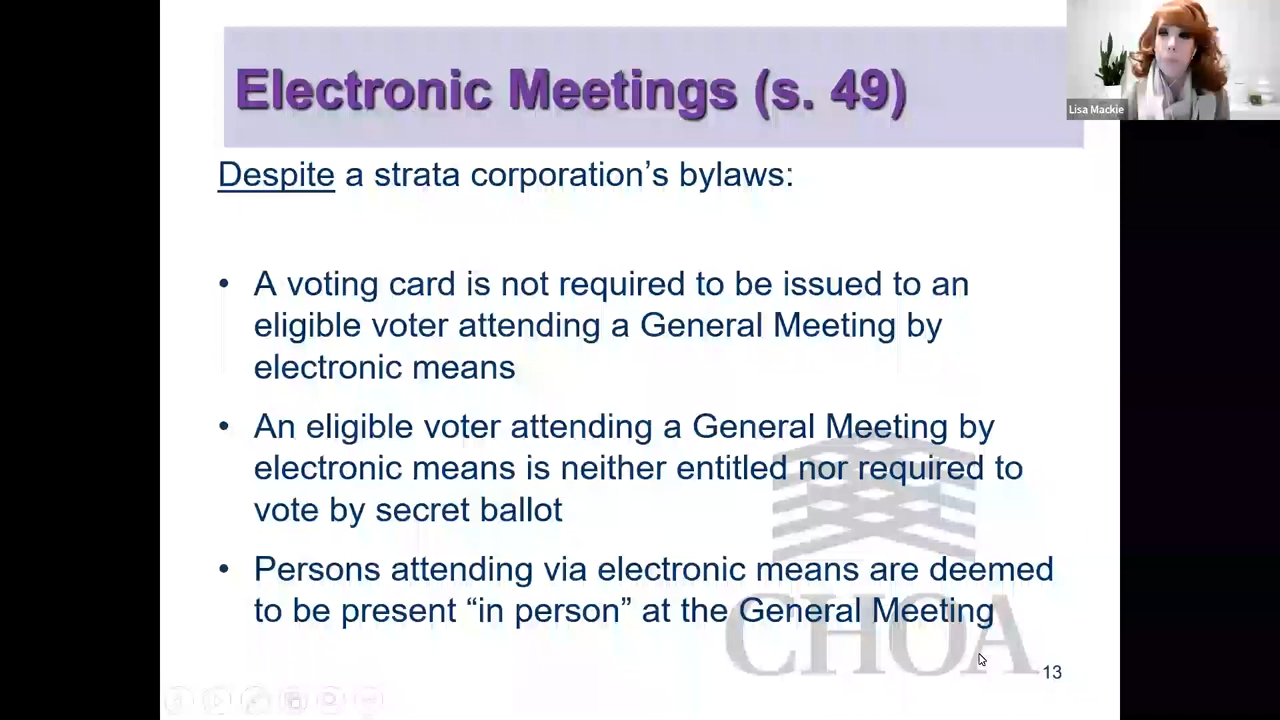 Electronic Meetings (s. 49)
Lisa Mackie
Despite a strata corporation's bylaws:
• A voting card is not required to be issued to an
eligible voter attending a General Meeting by
electronic means
• An eligible voter attending a General Meeting by
electronic means is neither entitled nor required to
vote by secret ballot
• Persons attending via electronic means are deemed
to be present “in person” at the General Meeting
CHOA
13